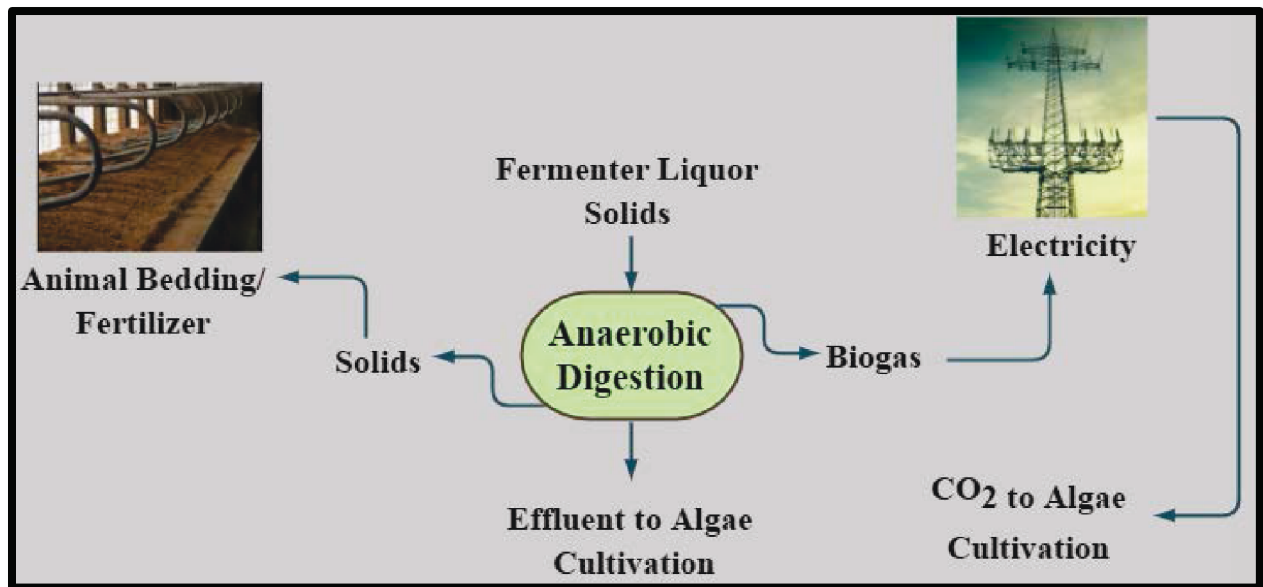 Fermenter Liquor
Solids
Electricity
Animal Bedding/
Fertilizer
Anaerobic
Digestion
Solids
Biogas
Effluent to Algae
Cultivation
CO2 to Algae
Cultivation